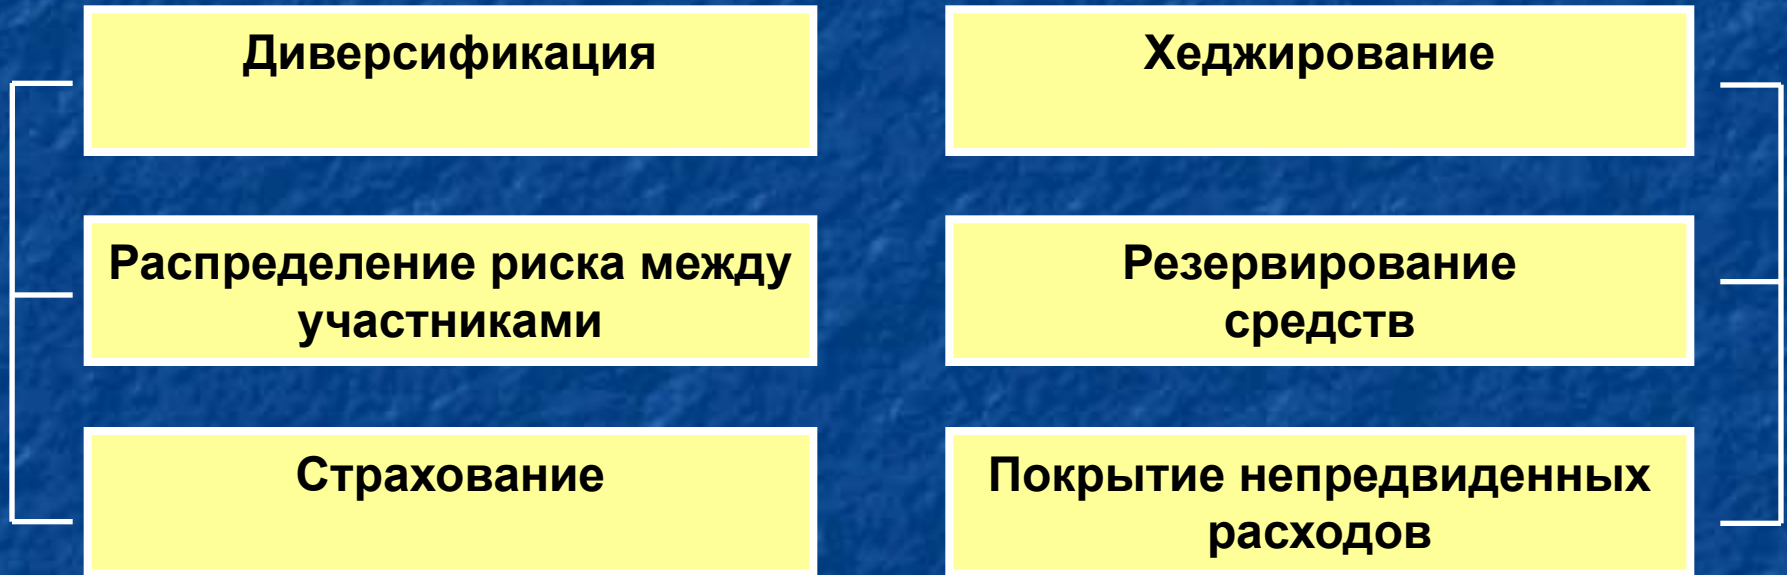 Диверсификация
Хеджирование
Распределение риска между
участниками
Резервирование
средств
Страхование
Покрытие непредвиденных
расходов